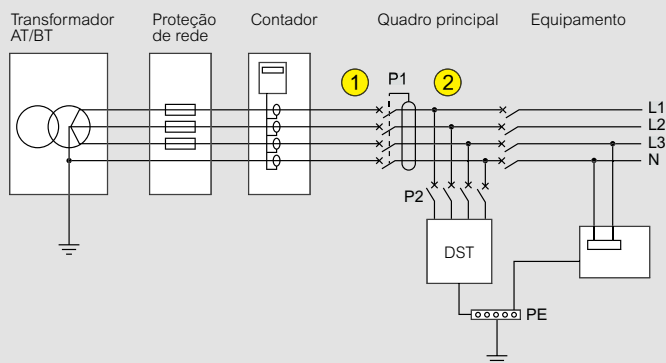 Transformador
AT/BT
Proteção
de rede
Contador
Quadro principal
Equipamento
1
P1
2
L1
L2
L3
N
P2
DST
PE